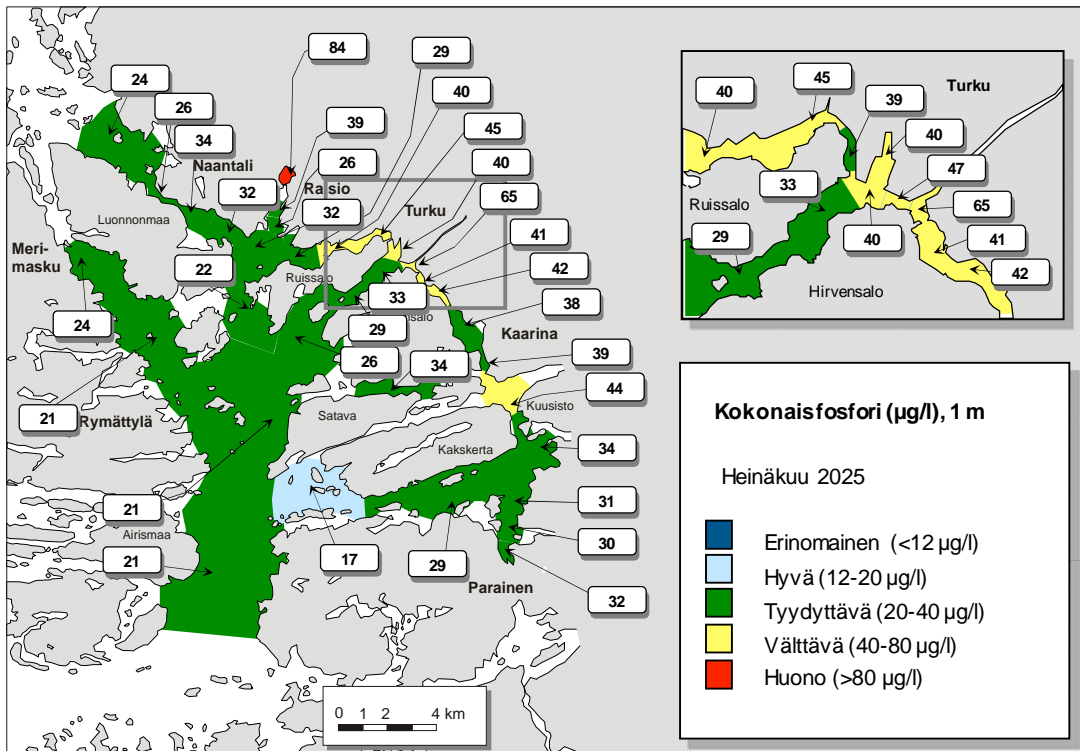 84
29
24
40
26
39
45
34
Naantali
26
40
Raisio
32
32
65
Turku
Luonnonmaa
41
Meri-
masku
22
Ruissalo
42
33
24
29
38
Kaarina
26
34
39
21
Rymättylä
Satava
44
Kuusisto
Kakskerta
34
21
31
Airismaa
21
17
29
30
Parainen
32
0 1 2 4 km
45
Turku
40
39
40
47
33
Ruissalo
65
29
40
41
42
Hirvensalo
Kokonaisfosfori (µg/l), 1 m
Heinäkuu 2025
Erinomainen (<12 µg/l)
Hyvä (12-20 µg/l)
Tyydyttävä (20-40 µg/l)
Välttävä (40-80 µg/l)
Huono (>80 µg/l)